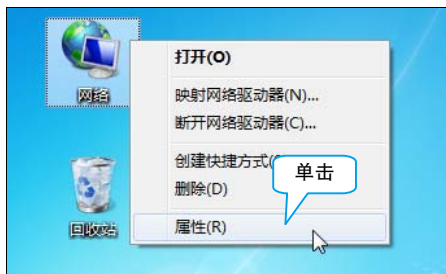 网络
打开(O)
映射网络驱动器(N)...
断开网络驱动器(C)...
创建快捷方式(
删除(D)
单击
属性(R)
回收站